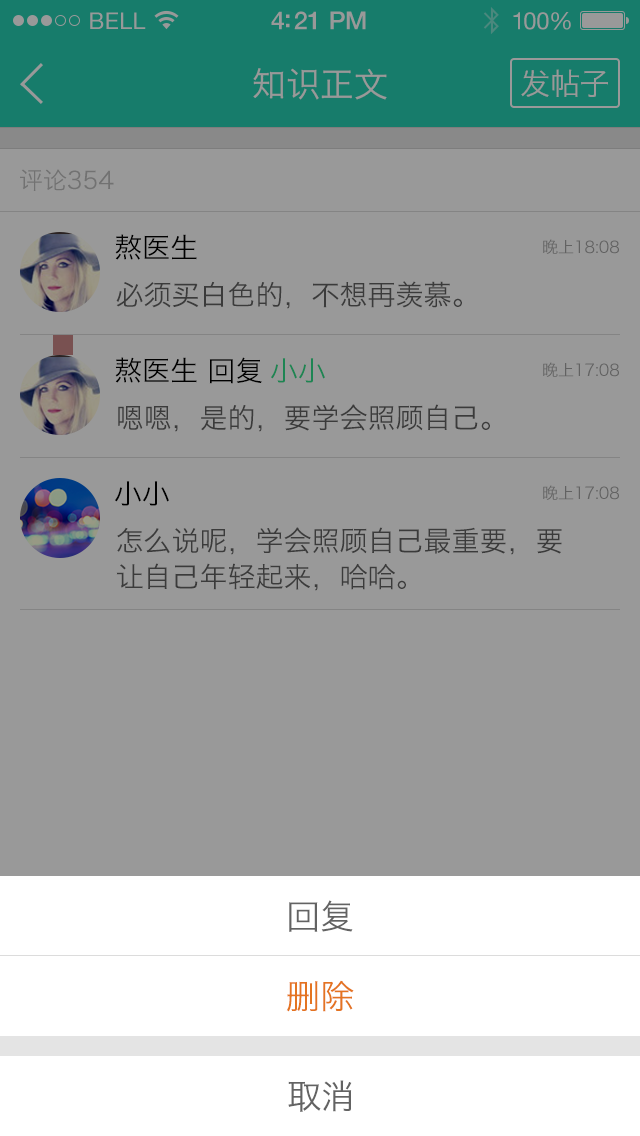 BELL 4:21 PM 100%
知识正文 发帖子
评论354
熬医生 晚上18:08
必须买白色的，不想再羡慕。
熬医生 回复 小小 晚上17:08
嗯嗯，是的，要学会照顾自己。
小小 晚上17:08
怎么说呢，学会照顾自己最重要，要
让自己年轻起来，哈哈。
回复
删除
取消